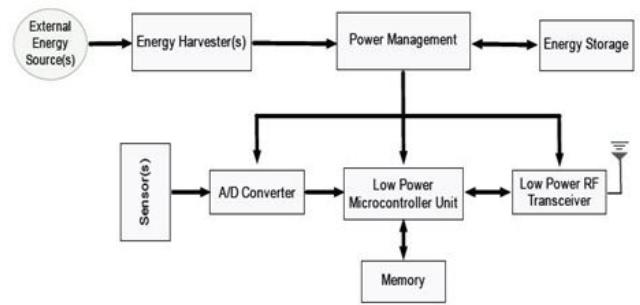 External
Energy
Source(s)
Energy Harvester(s)
Power Management
Energy Storage
Sensor(s)
A/D Converter
Low Power
Microcontroller Unit
Low Power RF
Transceiver
Memory